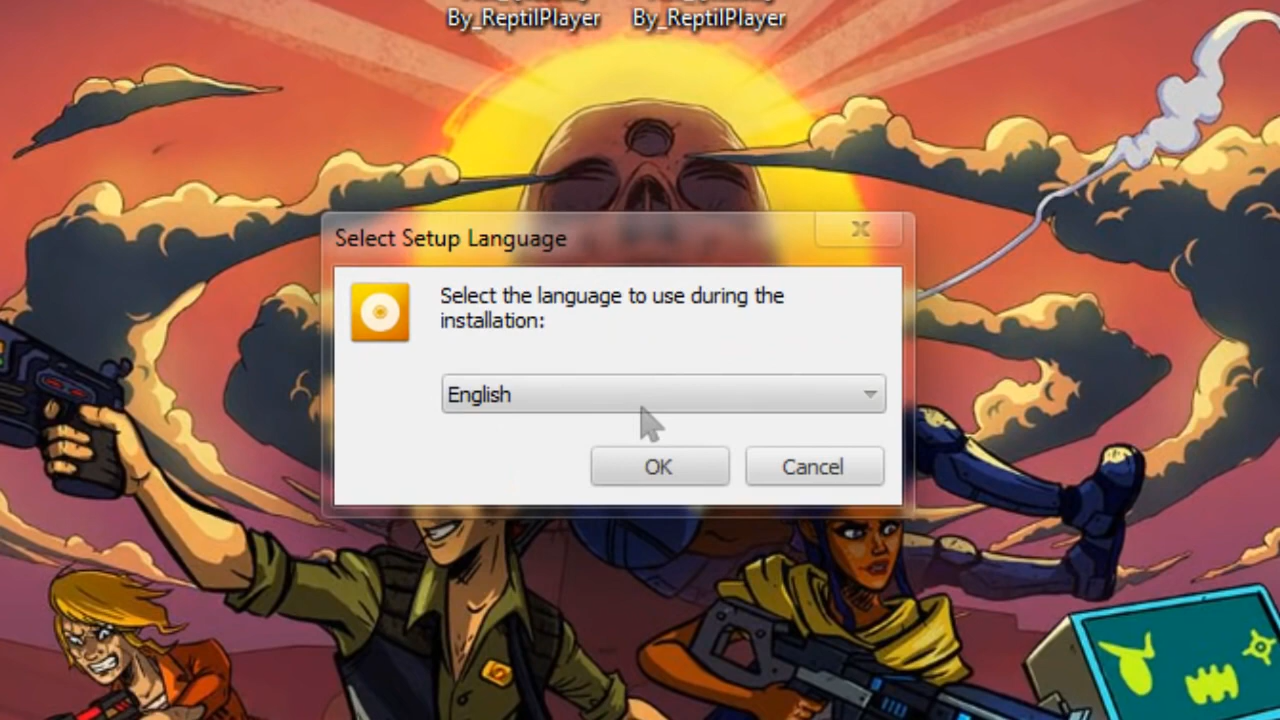 By_ReptilPlayer By_ReptilPlayer
Select Setup Language
Select the language to use during the
installation:
English
OK Cancel